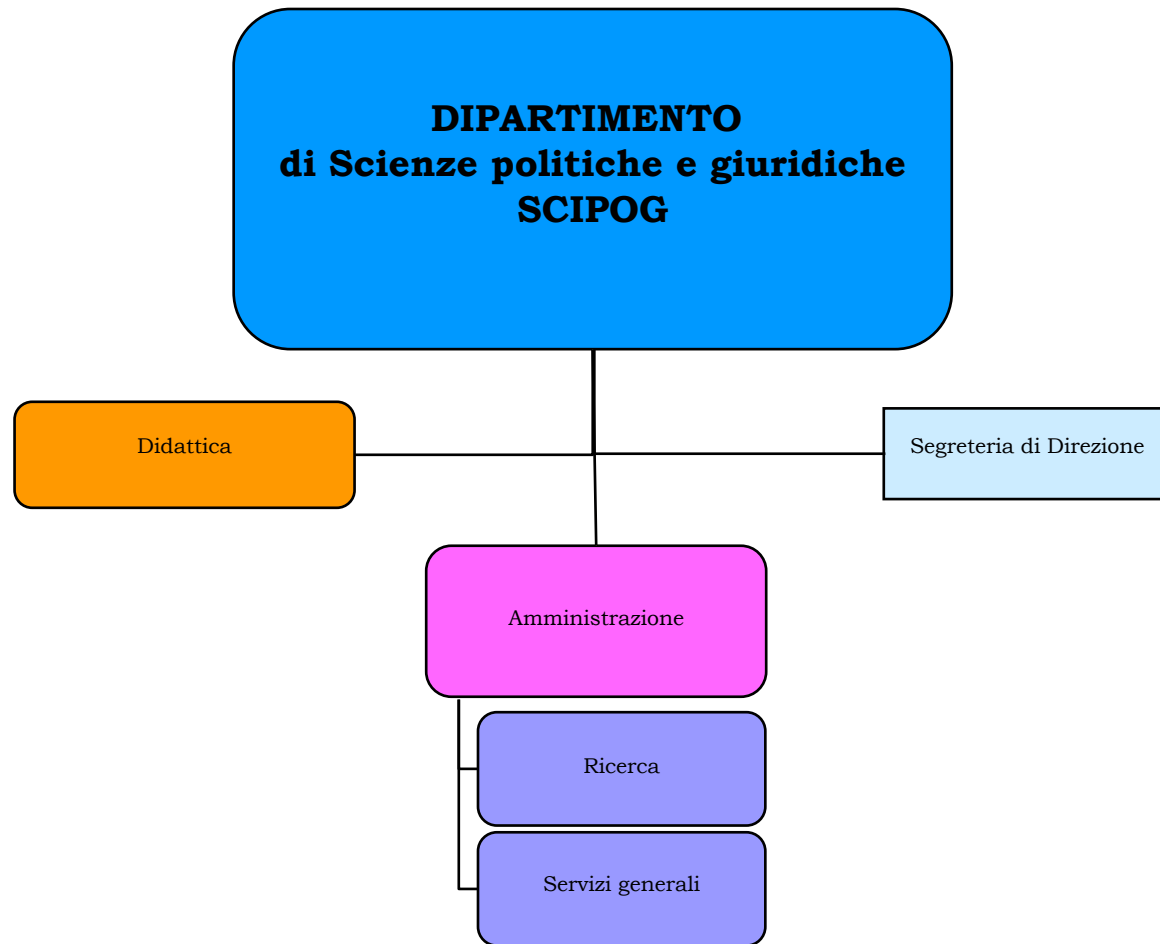 DIPARTIMENTO
di Scienze politiche e giuridiche
SCIPOG
Didattica
Segreteria di Direzione
Amministrazione
Ricerca
Servizi generali